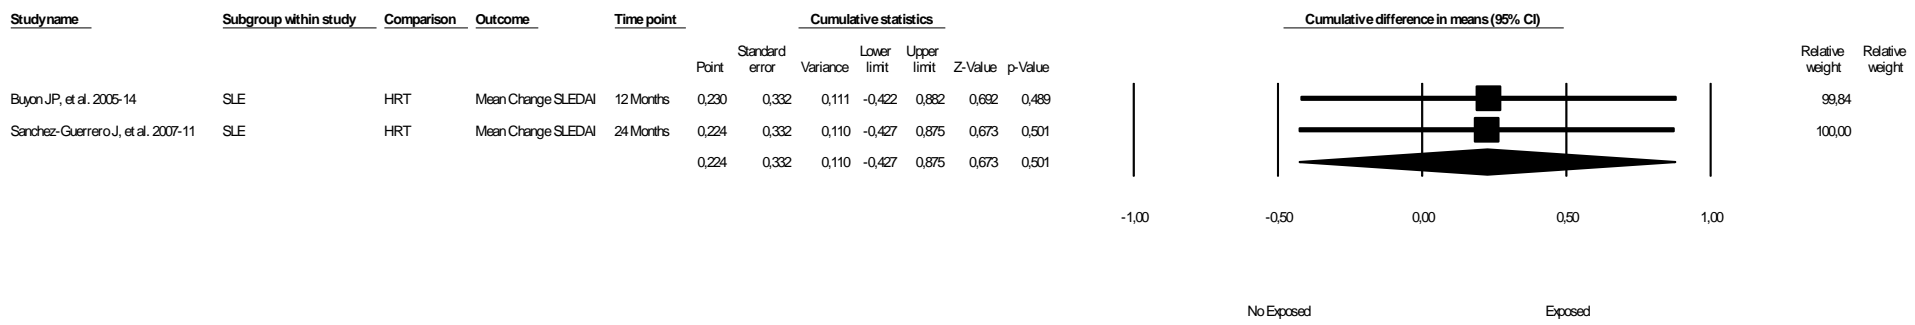 Studyname Subgroup within study Comparison Outcome Time point Cumulative statistics Cumulative difference in means (95% CI)
Standard Lower Upper Relative Relative
Point error Variance limit limit Z-Value p-Value weight weight
Buyon JP, et al. 2005-14 SLE HRT Mean Change SLEDAI 12 Months 0,230 0,332 0,111 -0,422 0,882 0,692 0,489 99,84
Sanchez-Guerrero J, et al. 2007-11 SLE HRT Mean Change SLEDAI 24 Months 0,224 0,332 0,110 -0,427 0,875 0,673 0,501 100,00
0,224 0,332 0,110 -0,427 0,875 0,673 0,501
-1,00 -0,50 0,00 0,50 1,00
No Exposed Exposed